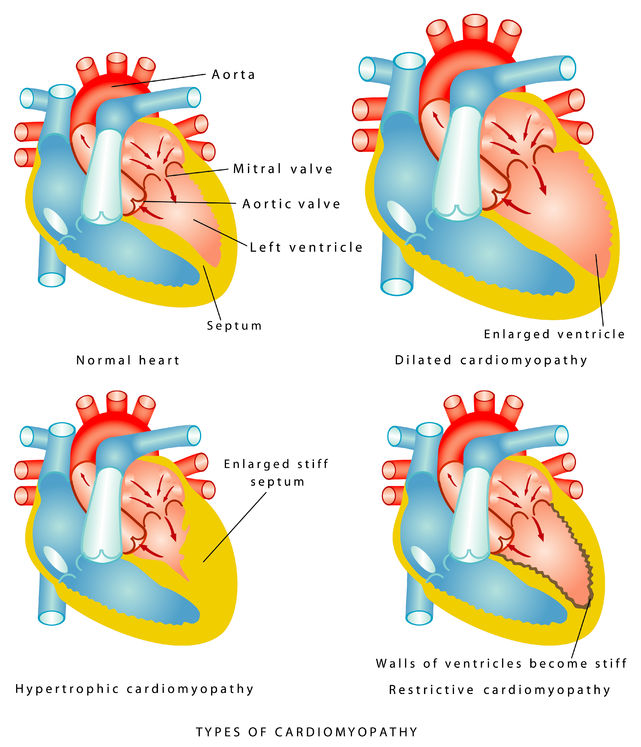 Aorta
Mitral valve
Aortic valve
Left ventricle
Septum
Normal heart
Enlarged ventricle
Dilated cardiomyopathy
Enlarged stiff
septum
Hypertrophic cardiomyopathy
Walls of ventricles become stiff
Restrictive cardiomyopathy
TYPES OF CARDIOMYOPATHY